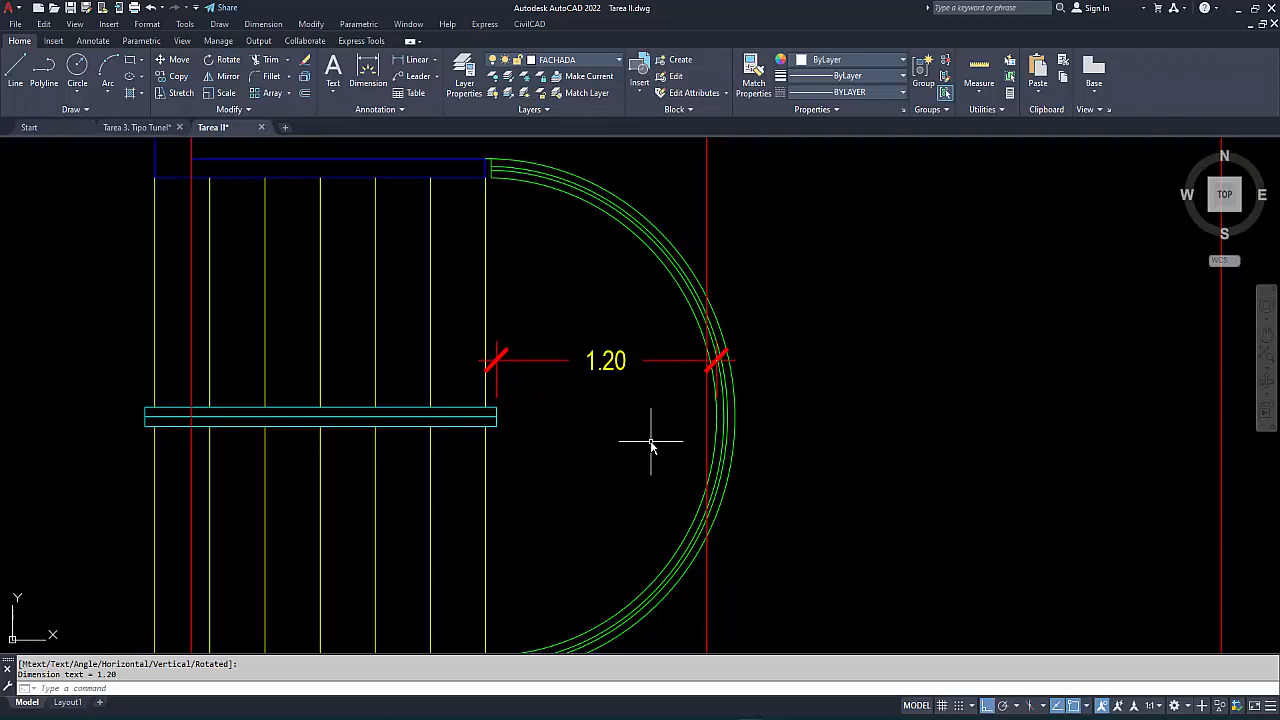 Share
Autodesk AutoCAD 2022 Tarea II.dwg
Type a keyword or phrase
Sign In
File Edit View Insert Format Tools Draw Dimension Modify Parametric Window Help Express CivilCAD
Home Insert Annotate Parametric View Manage Output Collaborate Express Tools
Line Polyline Circle Arc
Move Rotate Trim
Copy Mirror Fillet
Stretch Scale Array
Text Dimension
Linear
Leader
Table
Layer Properties
FACHADA
Make Current
Match Layer
Insert
Create
Edit
Edit Attributes
Match Properties
ByLayer
ByLayer
BYLAYER
Group
Measure
Paste
Base
Draw Modify Annotation Layers Block Properties Groups Utilities Clipboard View
Start Tarea 3. Tipo Tunel* Tarea II*
N
W TOP E
S
WCS
1.20
Y
X
[Mtext/Text/Angle/Horizontal/Vertical/Rotated]:
Dimension text = 1.20
Type a command
Model Layout1
MODEL
1:1